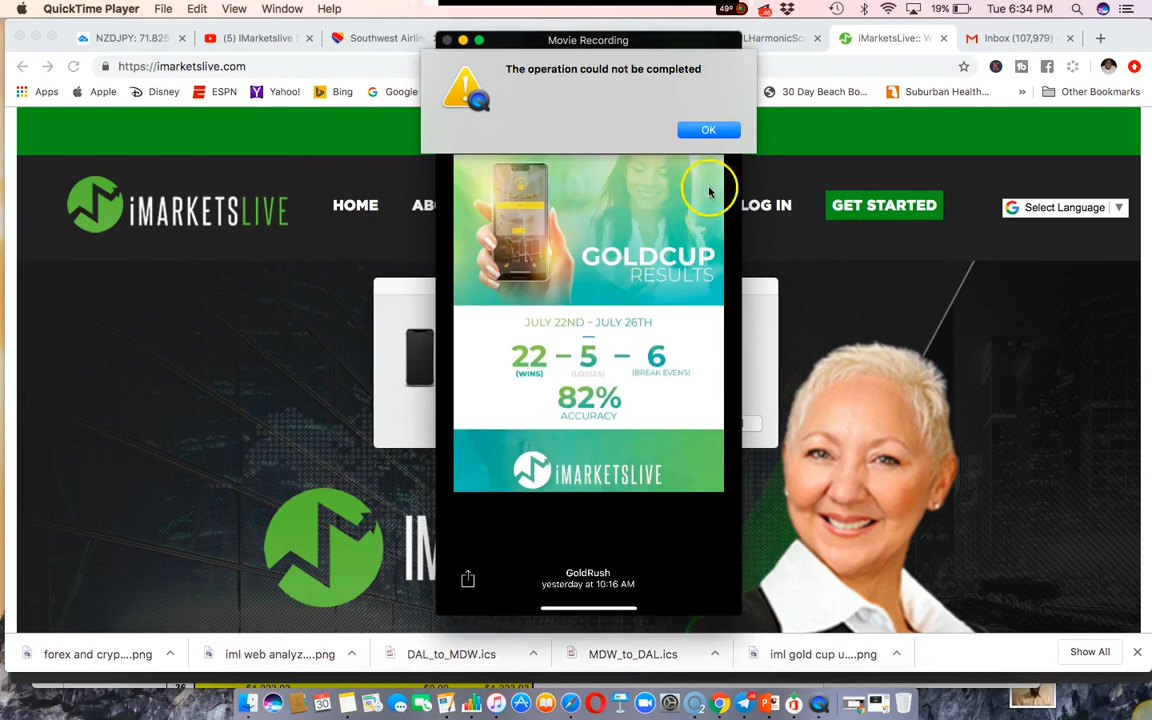 QuickTime Player File Edit View Window Help 49° 19% Tue 6:34 PM
NZDJPY: 71.825 (5) IMarketslive Southwest Airlin LHarmonicSc iMarketsLive:: W Inbox (107,979)
https://imarketslive.com
Apps Apple Disney ESPN Yahoo! Bing Google 30 Day Beach Bo... Suburban Health... » Other Bookmarks
Movie Recording
The operation could not be completed
OK
iMARKETSLIVE HOME AB LOG IN GET STARTED Select Language ▼
GOLDCUP
RESULTS
JULY 22ND – JULY 26TH
22 – 5 – 6
(WINS) (LOSSES) (BREAK EVENS)
82%
ACCURACY
iMARKETSLIVE
IM
GoldRush
yesterday at 10:16 AM
forex and cryp....png iml web analyz....png DAL_to_MDW.ics MDW_to_DAL.ics iml gold cup u....png Show All